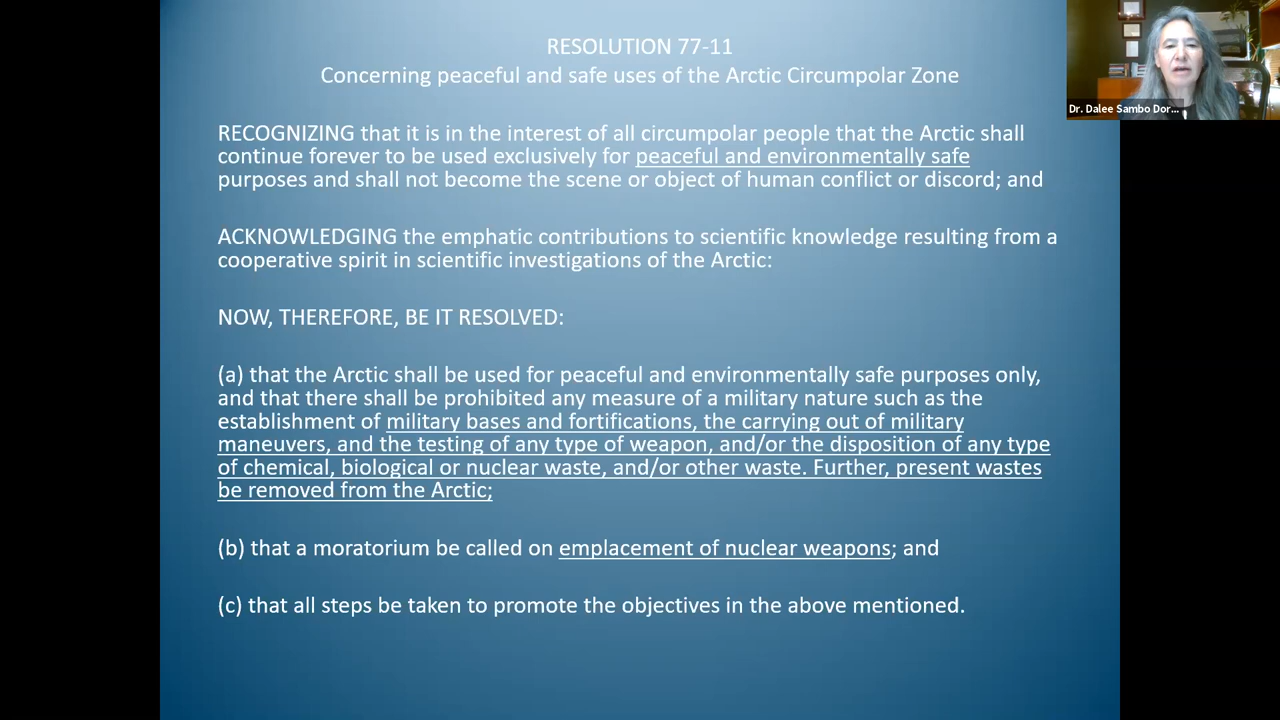 RESOLUTION 77-11
Concerning peaceful and safe uses of the Arctic Circumpolar Zone
Dr. Dalee Sambo Dor...
RECOGNIZING that it is in the interest of all circumpolar people that the Arctic shall
continue forever to be used exclusively for peaceful and environmentally safe
purposes and shall not become the scene or object of human conflict or discord; and
ACKNOWLEDGING the emphatic contributions to scientific knowledge resulting from a
cooperative spirit in scientific investigations of the Arctic:
NOW, THEREFORE, BE IT RESOLVED:
(a) that the Arctic shall be used for peaceful and environmentally safe purposes only,
and that there shall be prohibited any measure of a military nature such as the
establishment of military bases and fortifications, the carrying out of military
maneuvers, and the testing of any type of weapon, and/or the disposition of any type
of chemical, biological or nuclear waste, and/or other waste. Further, present wastes
be removed from the Arctic;
(b) that a moratorium be called on emplacement of nuclear weapons; and
(c) that all steps be taken to promote the objectives in the above mentioned.